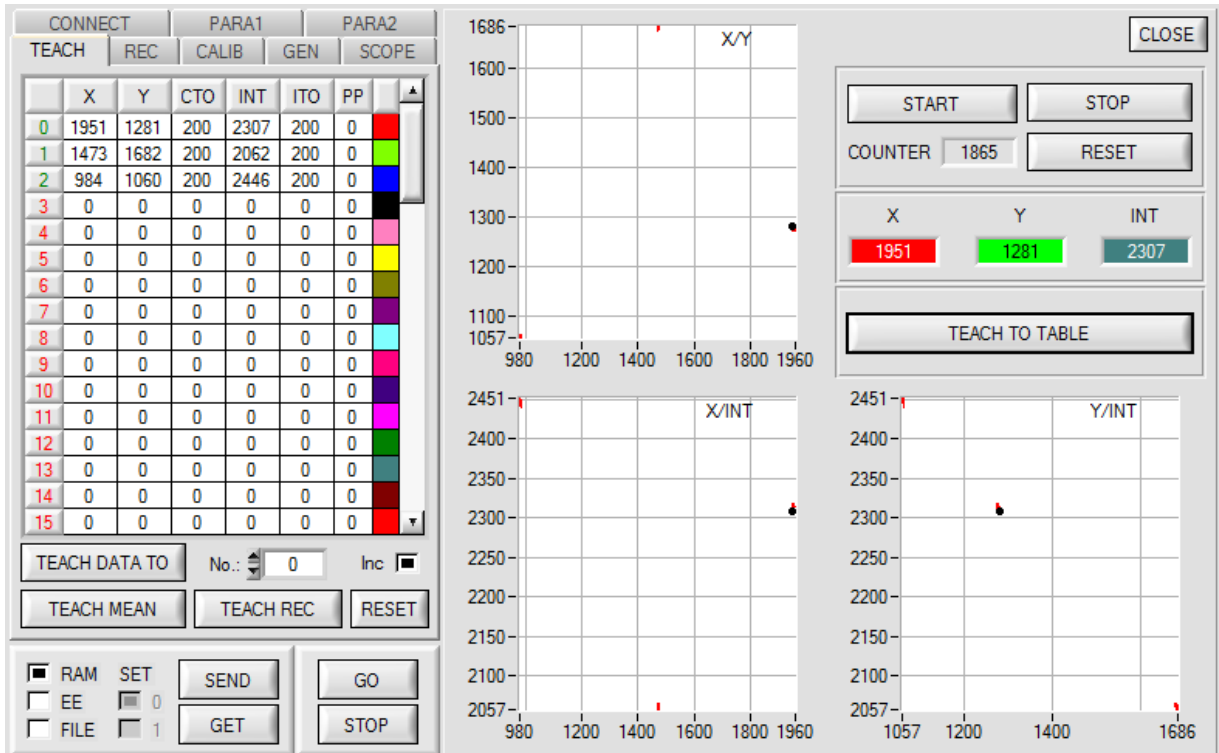 CONNECT PARA1 PARA2
TEACH REC CALIB GEN SCOPE
X Y CTO INT ITO PP
0 1951 1281 200 2307 200 0
1 1473 1682 200 2062 200 0
2 984 1060 200 2446 200 0
3 0 0 0 0 0 0
4 0 0 0 0 0 0
5 0 0 0 0 0 0
6 0 0 0 0 0 0
7 0 0 0 0 0 0
8 0 0 0 0 0 0
9 0 0 0 0 0 0
10 0 0 0 0 0 0
11 0 0 0 0 0 0
12 0 0 0 0 0 0
13 0 0 0 0 0 0
14 0 0 0 0 0 0
15 0 0 0 0 0 0
TEACH DATA TO No.: 0 Inc
TEACH MEAN TEACH REC RESET
RAM SET SEND GO
EE 0
FILE 1 GET STOP
X/Y
1686
1600
1500
1400
1300
1200
1100
1057
980 1200 1400 1600 1800 1960
CLOSE
START STOP
COUNTER 1865 RESET
X Y INT
1951 1281 2307
TEACH TO TABLE
X/INT
2451
2400
2350
2300
2250
2200
2150
2100
2057
980 1200 1400 1600 1800 1960
Y/INT
2451
2400
2350
2300
2250
2200
2150
2100
2057
1057 1200 1400 1686